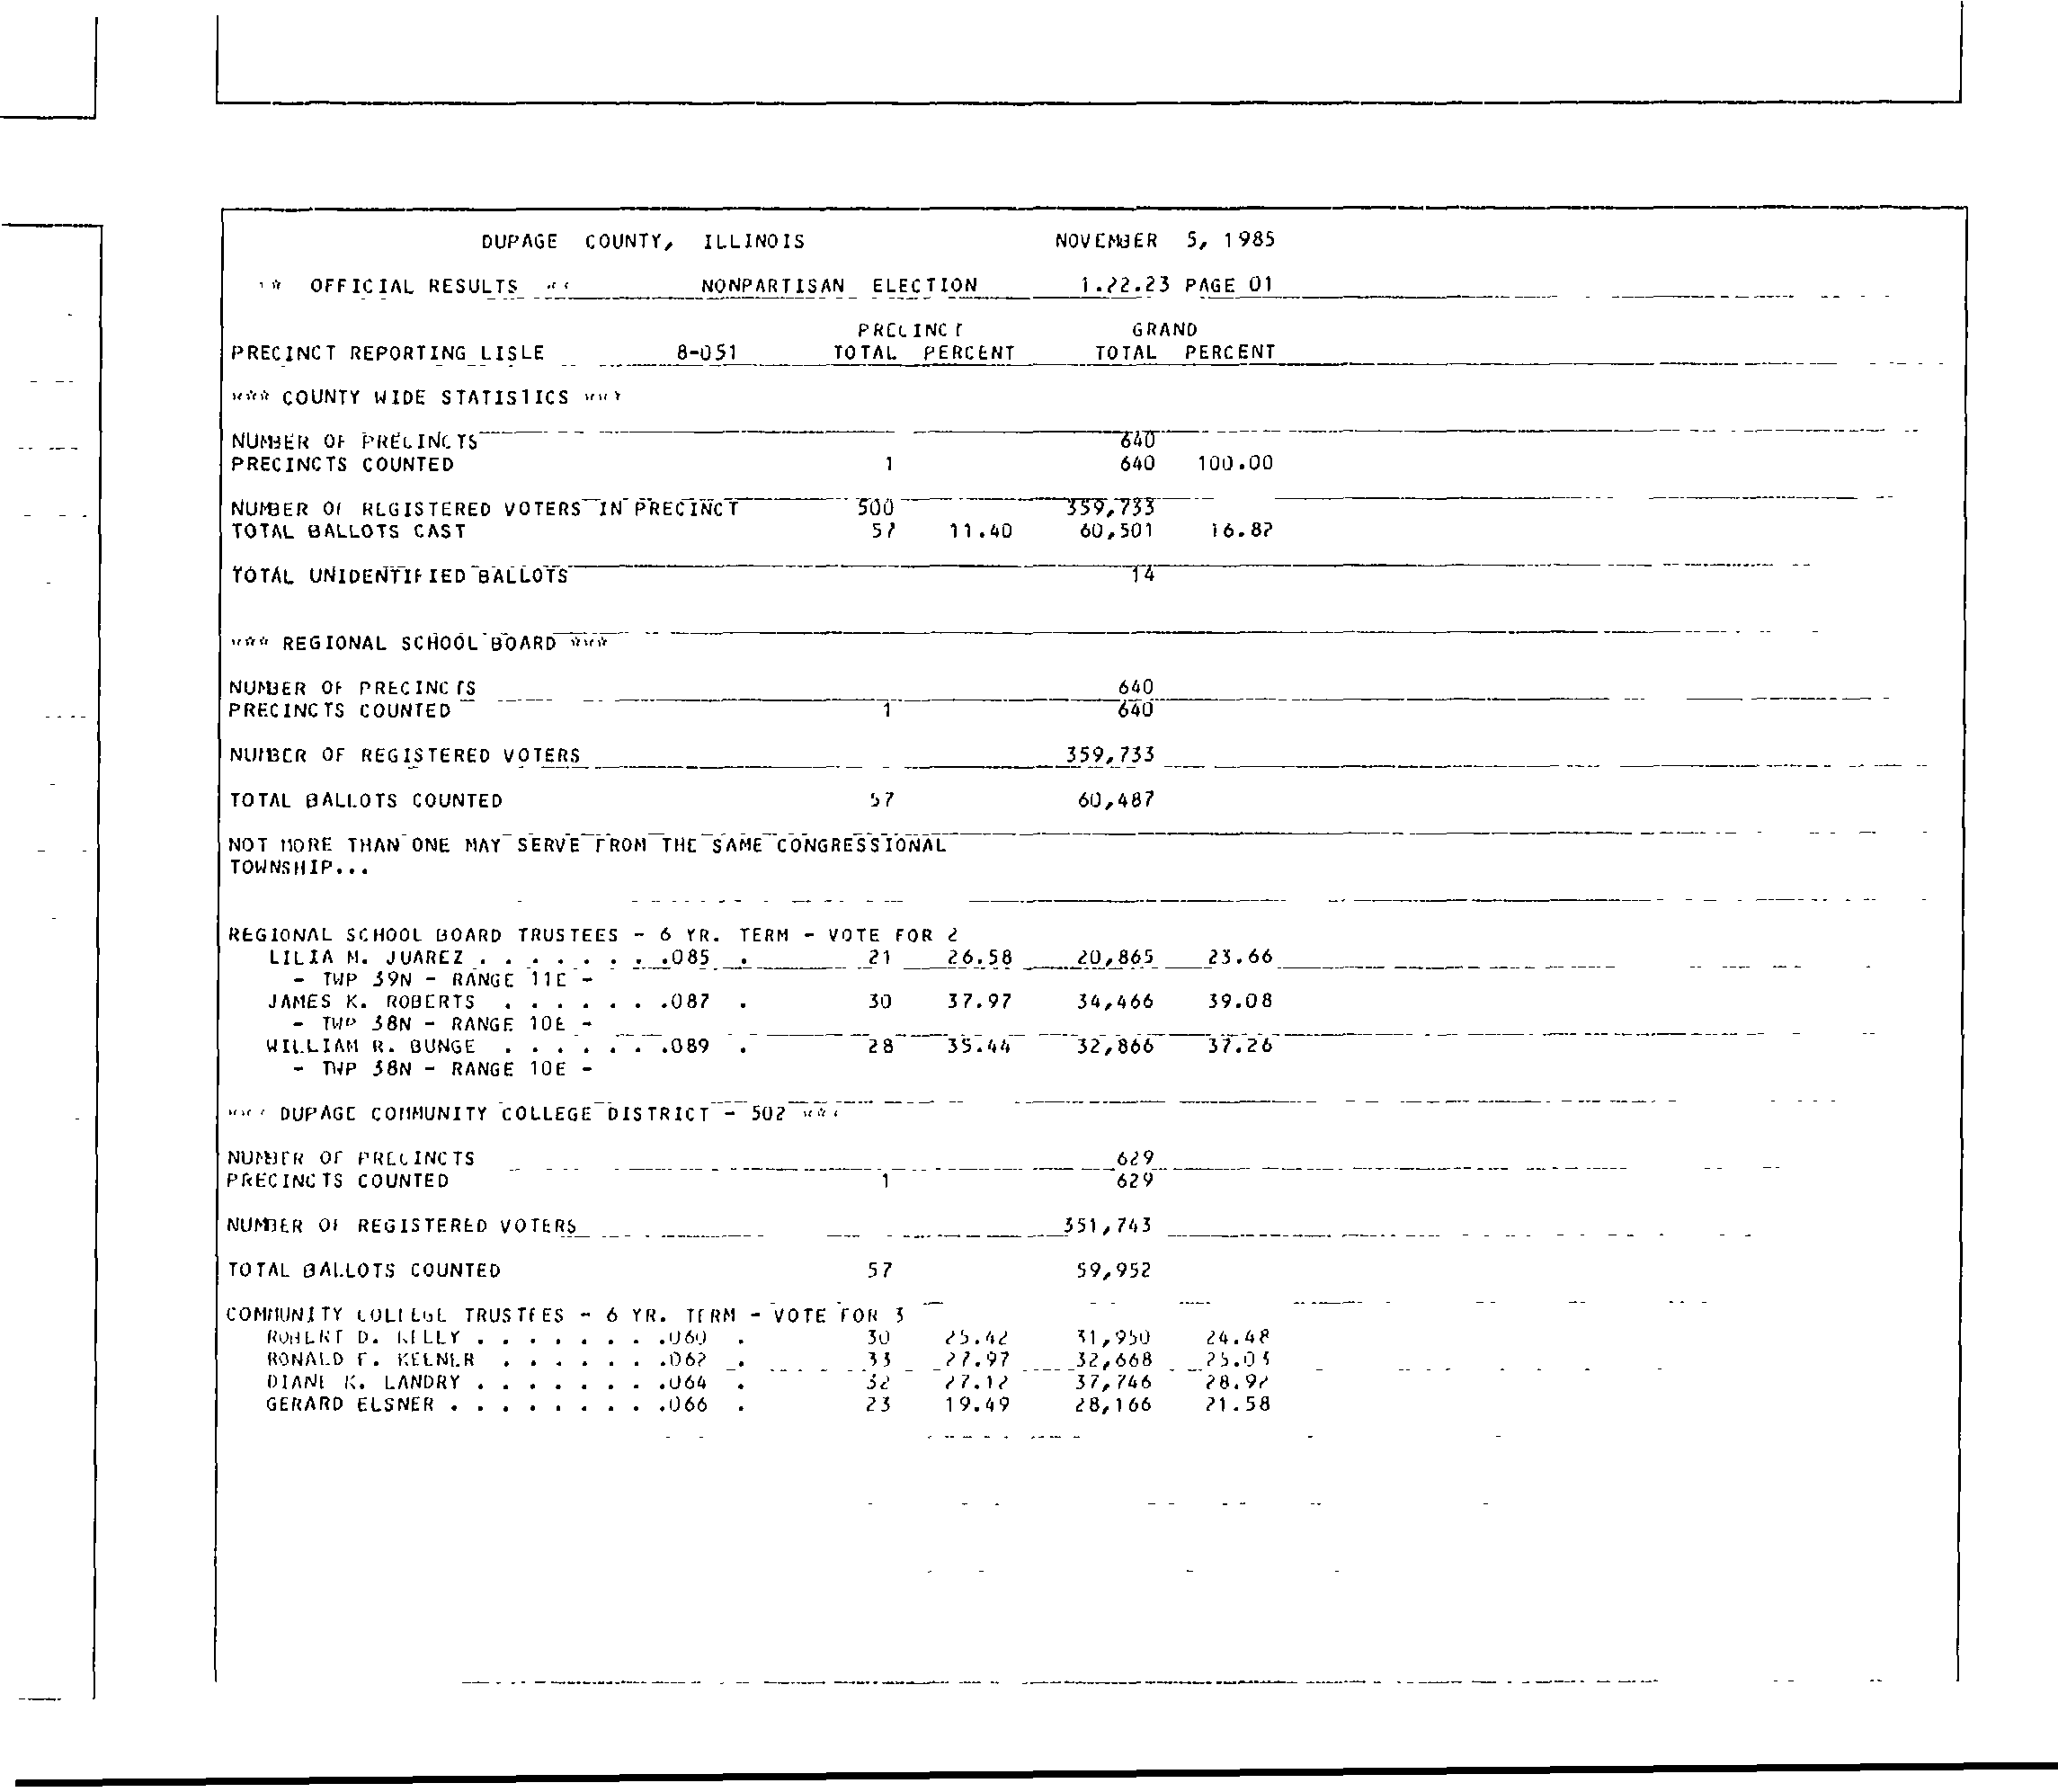 DUPAGE COUNTY, ILLINOIS NOVEMBER 5, 1985
OFFICIAL RESULTS NONPARTISAN ELECTION 1.22.23 PAGE 01
PRECINCT GRAND
PRECINCT REPORTING LISLE 8-051 TOTAL PERCENT TOTAL PERCENT
*** COUNTY WIDE STATISTICS ***
NUMBER OF PRECINCTS 640
PRECINCTS COUNTED 1 640 100.00
NUMBER OF REGISTERED VOTERS IN PRECINCT 500 359,733
TOTAL BALLOTS CAST 57 11.40 60,501 16.82
TOTAL UNIDENTIFIED BALLOTS 14
*** REGIONAL SCHOOL BOARD ***
NUMBER OF PRECINCTS 640
PRECINCTS COUNTED 1 640
NUMBER OF REGISTERED VOTERS 359,733
TOTAL BALLOTS COUNTED 57 60,487
NOT MORE THAN ONE MAY SERVE FROM THE SAME CONGRESSIONAL
TOWNSHIP...
REGIONAL SCHOOL BOARD TRUSTEES - 6 YR. TERM - VOTE FOR 2
LILIA M. JUAREZ . . . . . . . .085 . 21 26.58 20,865 23.66
- TWP 39N - RANGE 11E -
JAMES K. ROBERTS . . . . . . .087 . 30 37.97 34,466 39.08
- TWP 38N - RANGE 10E -
WILLIAM R. BUNGE . . . . . . .089 . 28 35.44 32,866 37.26
- TWP 38N - RANGE 10E -
*** DUPAGE COMMUNITY COLLEGE DISTRICT - 502 ***
NUMBER OF PRECINCTS 629
PRECINCTS COUNTED 1 629
NUMBER OF REGISTERED VOTERS 351,743
TOTAL BALLOTS COUNTED 57 59,952
COMMUNITY COLLEGE TRUSTEES - 6 YR. TERM - VOTE FOR 3
ROBERT D. KELLY . . . . . . . .060 . 30 25.42 31,950 24.48
RONALD F. KEENER . . . . . . .062 . 33 27.97 32,668 25.03
DIANE K. LANDRY . . . . . . . .064 . 32 27.12 37,746 28.92
GERARD ELSNER . . . . . . . . .066 . 23 19.49 28,166 21.58